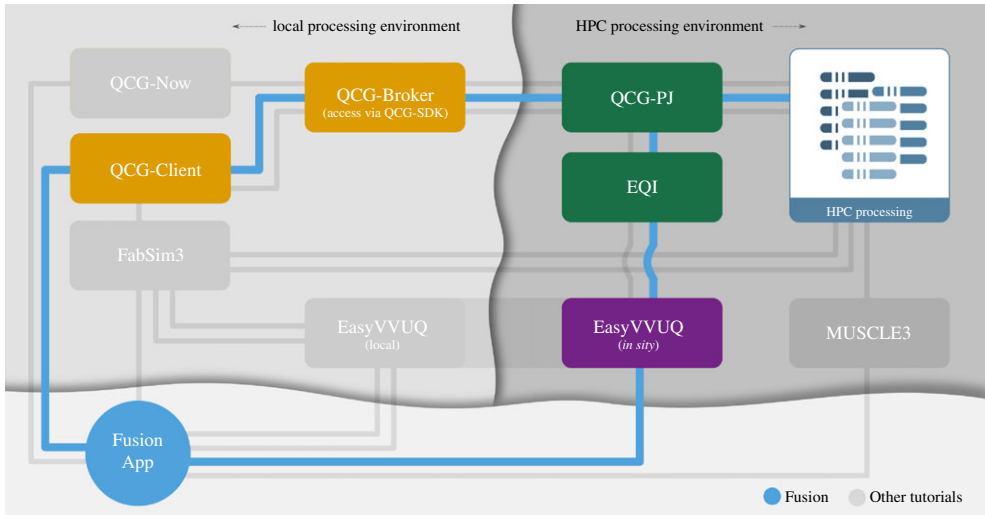 local processing environment
HPC processing environment
QCG-Now
QCG-Broker
(access via QCG-SDK)
QCG-PJ
QCG-Client
EQI
HPC processing
FabSim3
EasyVVUQ
(local)
EasyVVUQ
(in sity)
MUSCLE3
Fusion
App
Fusion
Other tutorials